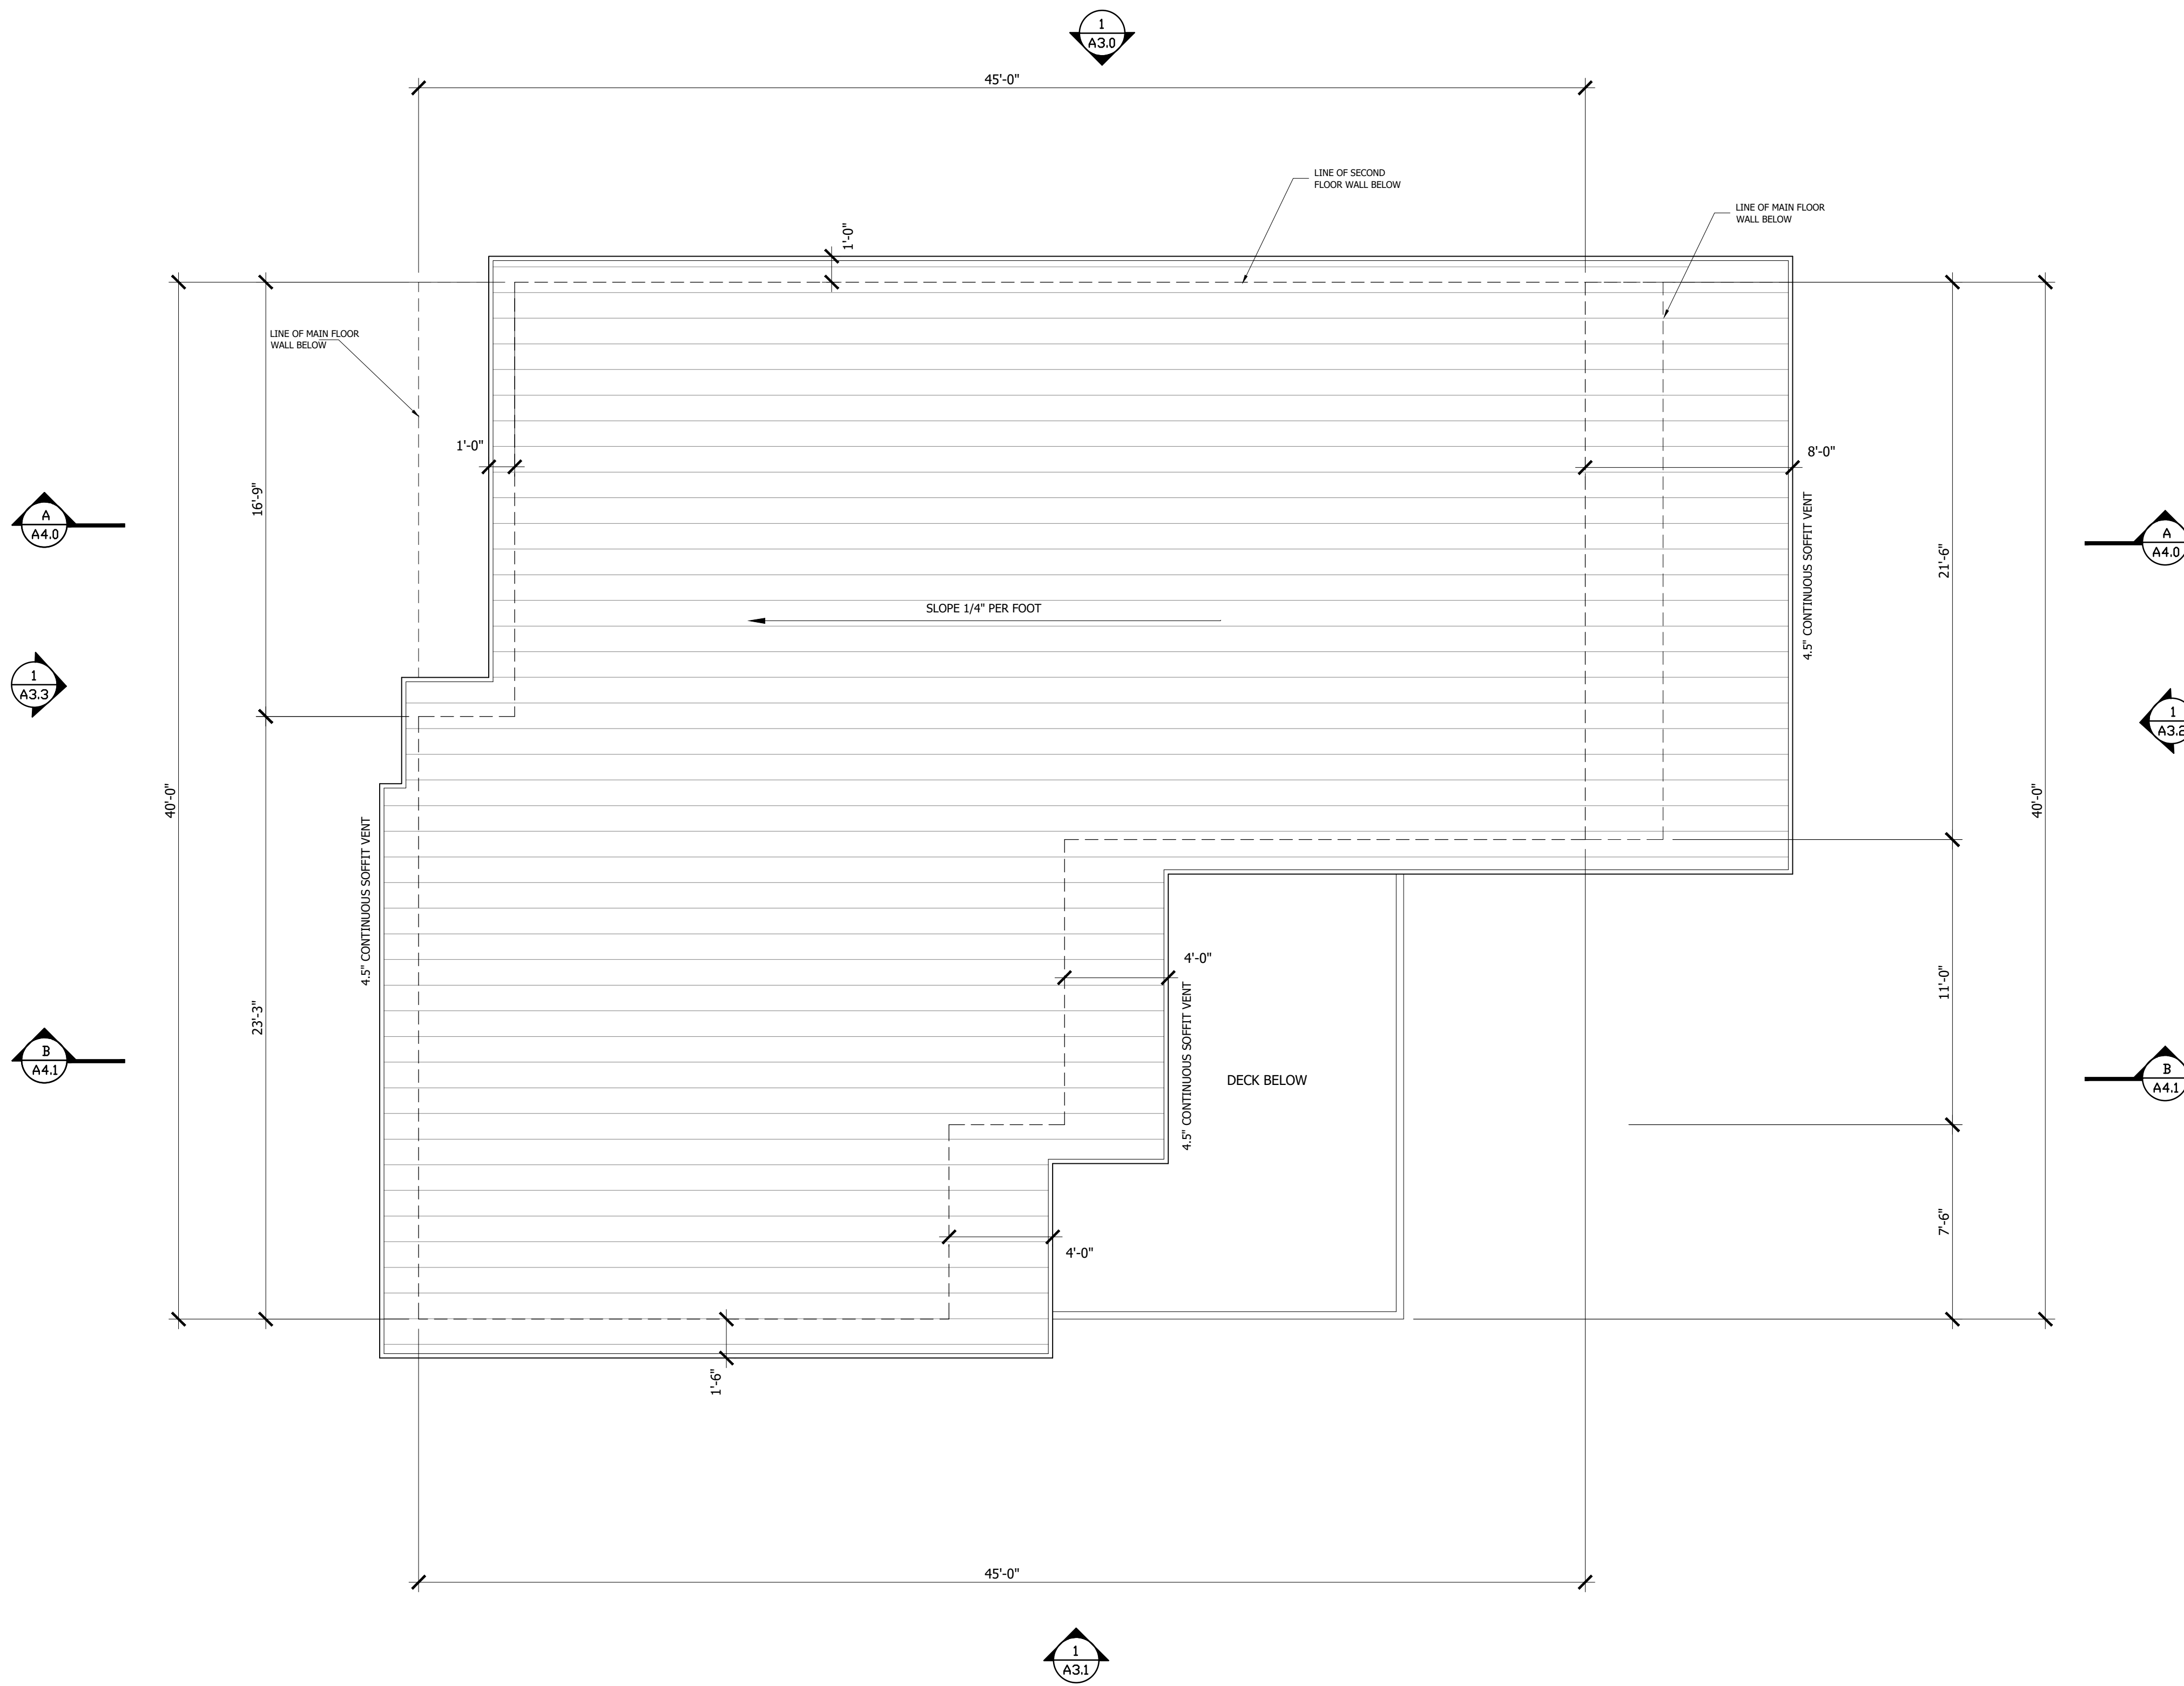 1
A3.0
45'-0"
LINE OF SECOND
FLOOR WALL BELOW
LINE OF MAIN FLOOR
WALL BELOW
1'-0"
LINE OF MAIN FLOOR
WALL BELOW
1'-0"
8'-0"
16'-9"
4.5" CONTINUOUS SOFFIT VENT
21'-6"
A
A4.0
A
A4.0
SLOPE 1/4" PER FOOT
1
A3.3
1
A3.2
40'-0"
40'-0"
4.5" CONTINUOUS SOFFIT VENT
4'-0"
11'-0"
23'-3"
4.5" CONTINUOUS SOFFIT VENT
DECK BELOW
B
A4.1
B
A4.1
7'-6"
4'-0"
1'-6"
45'-0"
1
A3.1